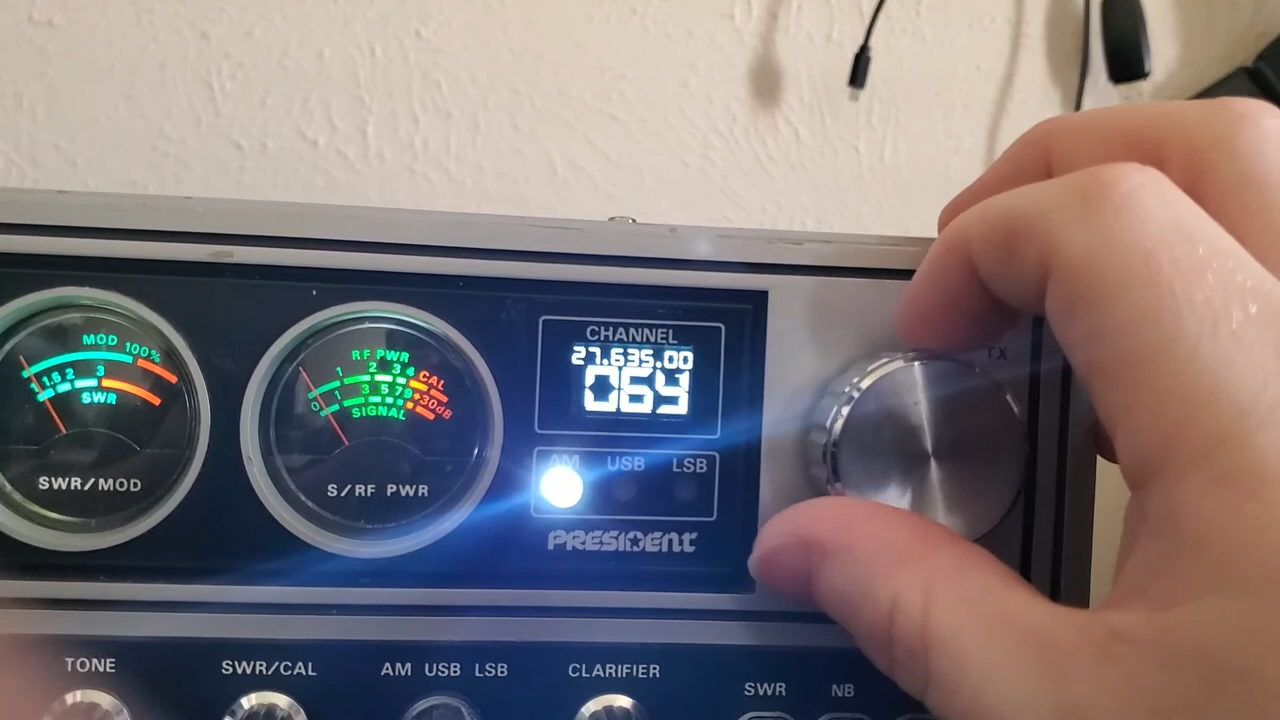 MOD 100%
1 1.5 2 3
SWR
SWR/MOD
RF PWR
1 2 3 4 CAL
0 1 3 5 7 9 +30dB
SIGNAL
S/RF PWR
CHANNEL
27.635.00
064
AM USB LSB
PRESIDENT
TX
TONE
SWR/CAL
AM USB LSB
CLARIFIER
SWR
NB